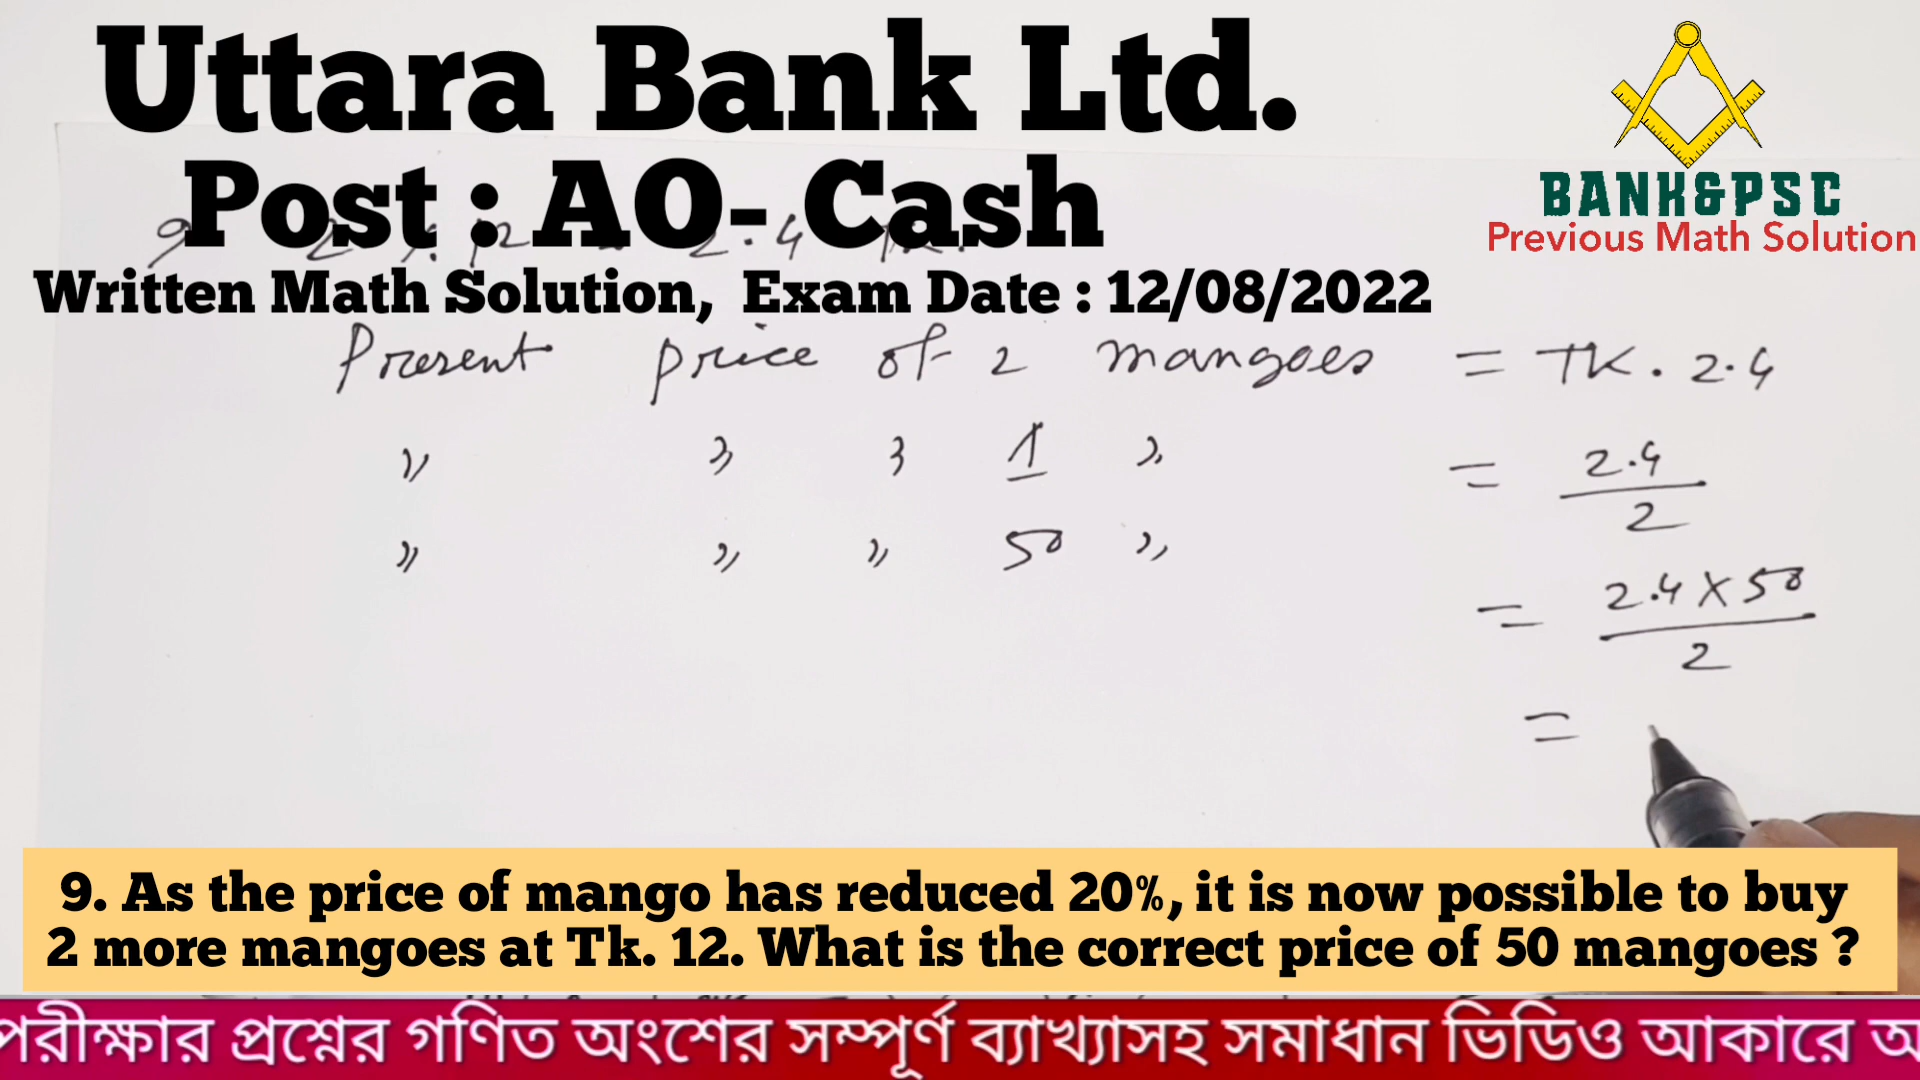 Uttara Bank Ltd.
Post : AO- Cash
BANK&PSC
Previous Math Solution
Written Math Solution, Exam Date : 12/08/2022
Present price of 2 mangoes = TK. 2.4
" " " 1 " = 2.4/2
" " " 50 " = 2.4 X 50/2
=
9. As the price of mango has reduced 20%, it is now possible to buy
2 more mangoes at Tk. 12. What is the correct price of 50 mangoes ?
পরীক্ষার প্রশ্নের গণিত অংশের সম্পূর্ণ ব্যাখ্যাসহ সমাধান ভিডিও আকারে